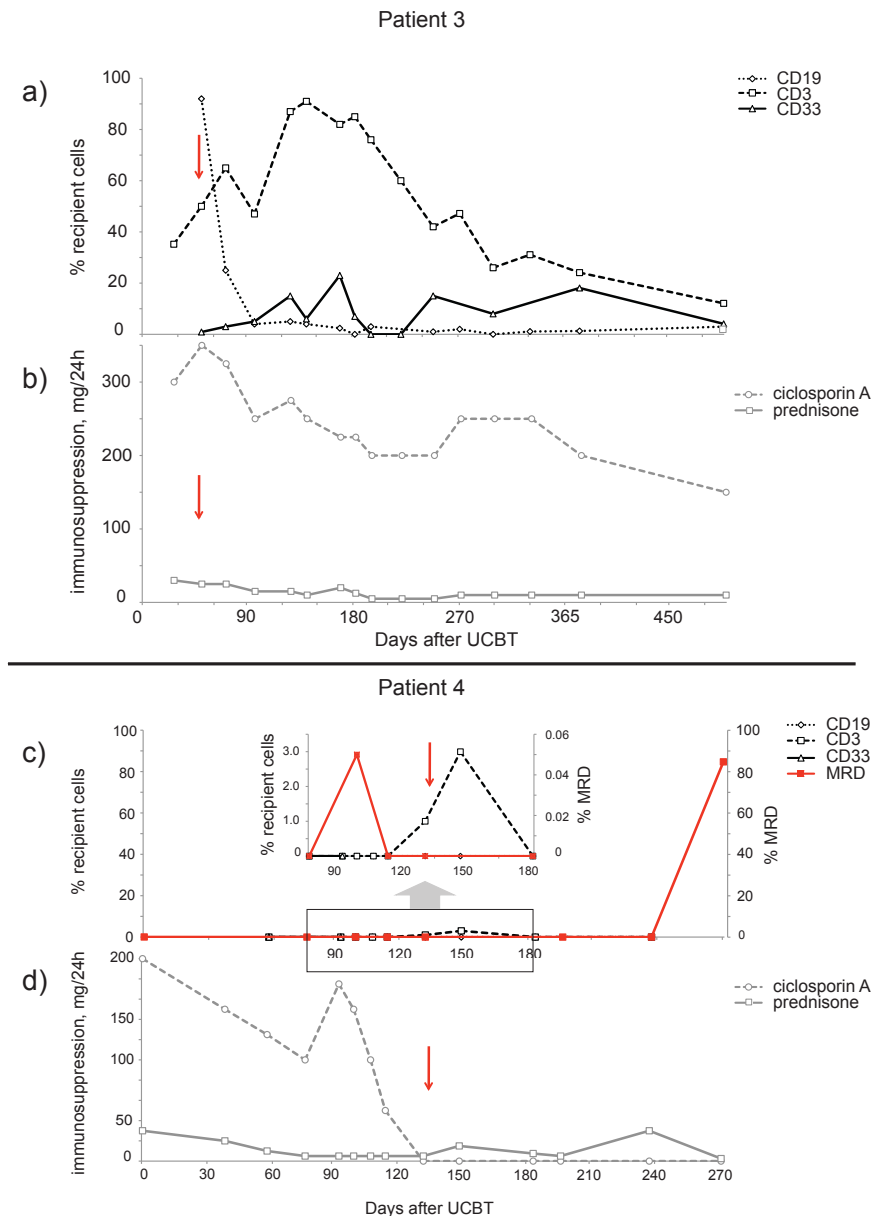 Patient 3
a)
% recipient cells
100
80
60
40
20
0
CD19
CD3
CD33
b)
immunosuppression, mg/24h
300
200
100
0
ciclosporin A
prednisone
0 90 180 270 365 450
Days after UCBT
Patient 4
c)
% recipient cells
100
80
60
40
20
0
% recipient cells
3.0
2.0
1.0
0
0.06
0.04
0.02
0
% MRD
90 120 150 180
90 120 150 180
100
80
60
40
20
0
% MRD
CD19
CD3
CD33
MRD
d)
immunosuppression, mg/24h
200
150
100
50
0
ciclosporin A
prednisone
0 30 60 90 120 150 180 210 240 270
Days after UCBT